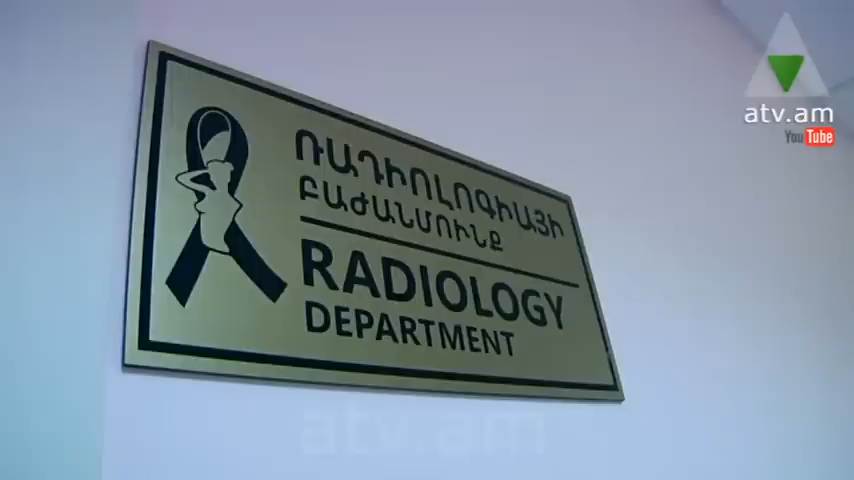 ՌԱԴԻՈԼՈԳԻԱՅԻ
ԲԱԺԱՆՄՈՒՆՔ
RADIOLOGY
DEPARTMENT
atv.am
YouTube
atv.am